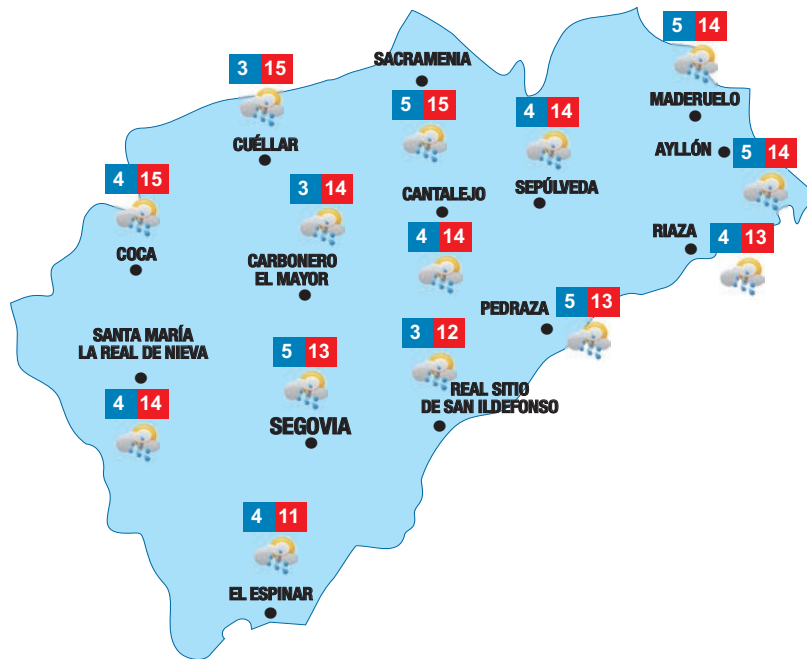 5 14
MADERUELO
SACRAMENIA
5 15
3 15
CUÉLLAR
4 14
SEPÚLVEDA
AYLLÓN
5 14
4 15
COCA
3 14
CARBONERO
EL MAYOR
CANTALEJO
4 14
RIAZA
4 13
PEDRAZA
5 13
SANTA MARÍA
LA REAL DE NIEVA
4 14
5 13
SEGOVIA
3 12
REAL SITIO
DE SAN ILDEFONSO
4 11
EL ESPINAR